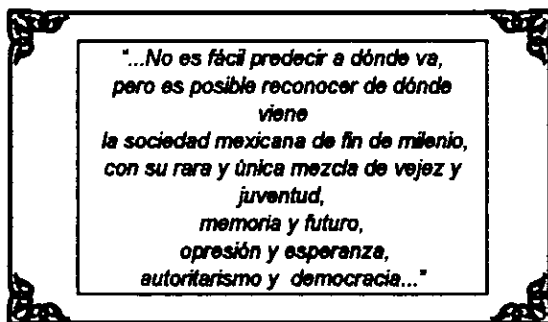 "...No es fácil predecir a dónde va,
pero es posible reconocer de dónde
viene
la sociedad mexicana de fin de milenio,
con su rara y única mezcla de vejez y
juventud,
memoria y futuro,
opresión y esperanza,
autoritarismo y democracia..."